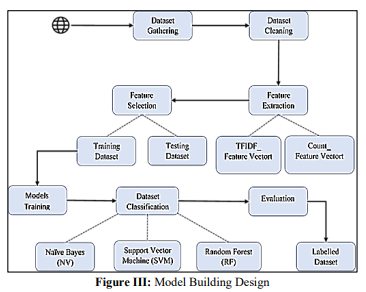 Dataset
Gathering
Dataset
Cleaning
Feature
Selection
Feature
Extraction
Training
Dataset
Testing
Dataset
TFIDF_
Feature Vectort
Count_
Feature Vectort
Models
Training
Dataset
Classification
Evaluation
Naïve Bayes
(NV)
Support Vector
Machine (SVM)
Random Forest
(RF)
Labelled
Dataset
Figure III: Model Building Design